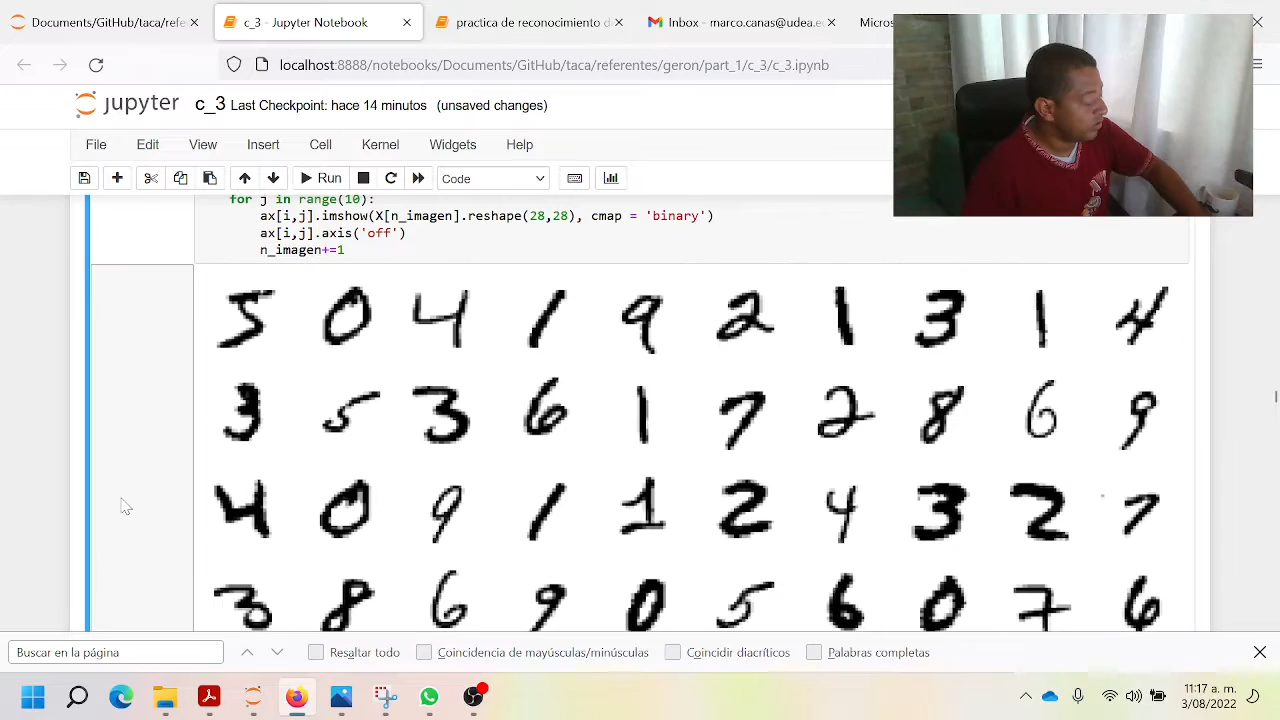 Documents/GitHub/taca/refere
c_3 - Jupyter Notebook
practica de reconocimiento d
Inbox - marco.canas@udea.e
Micros
localhost:8888/notebooks/Documents/GitHub/taca/referentes/geron/part_1/c_3/c_3.ipynb
jupyter c_3 Last Checkpoint: hace 14 minutos (unsaved changes)
File Edit View Insert Cell Kernel Widgets Help
Run Code
for j in range(10):
ax[i,j].imshow(X[n_imagen].reshape(28,28), cmap = 'binary')
ax[i,j].axis('off')
n_imagen+=1
5 0 4 1 9 2 1 3 1 4
3 5 3 6 1 7 2 8 6 9
4 0 9 1 1 2 4 3 2 7
3 8 6 9 0 5 6 0 7 6
Buscar en la página
Resaltar todo
Coincidencia de mayúsculas/minúsculas
Coincidir diacríticos
Palabras completas
11:17 a. m.
3/08/2022